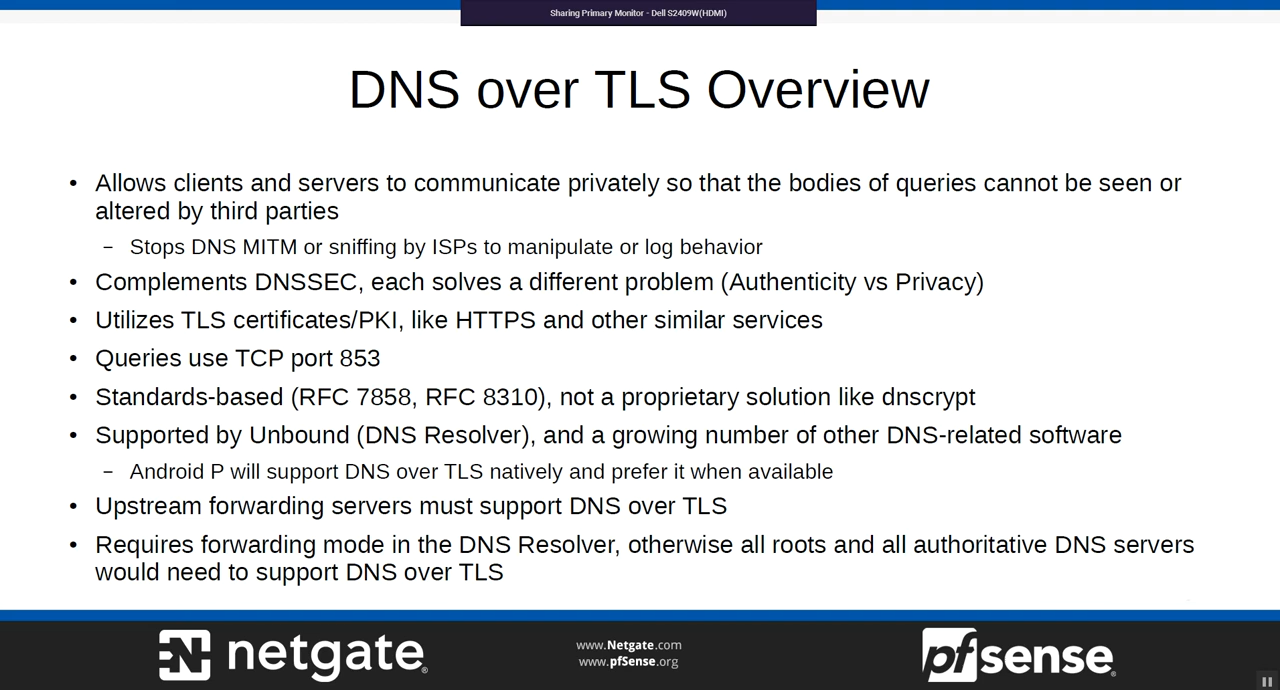 Sharing Primary Monitor - Dell S2409W(HDMI)
DNS over TLS Overview
• Allows clients and servers to communicate privately so that the bodies of queries cannot be seen or
altered by third parties
– Stops DNS MITM or sniffing by ISPs to manipulate or log behavior
• Complements DNSSEC, each solves a different problem (Authenticity vs Privacy)
• Utilizes TLS certificates/PKI, like HTTPS and other similar services
• Queries use TCP port 853
• Standards-based (RFC 7858, RFC 8310), not a proprietary solution like dnscrypt
• Supported by Unbound (DNS Resolver), and a growing number of other DNS-related software
– Android P will support DNS over TLS natively and prefer it when available
• Upstream forwarding servers must support DNS over TLS
• Requires forwarding mode in the DNS Resolver, otherwise all roots and all authoritative DNS servers
would need to support DNS over TLS
N netgate®
www.Netgate.com
www.pfSense.org
pfsense®